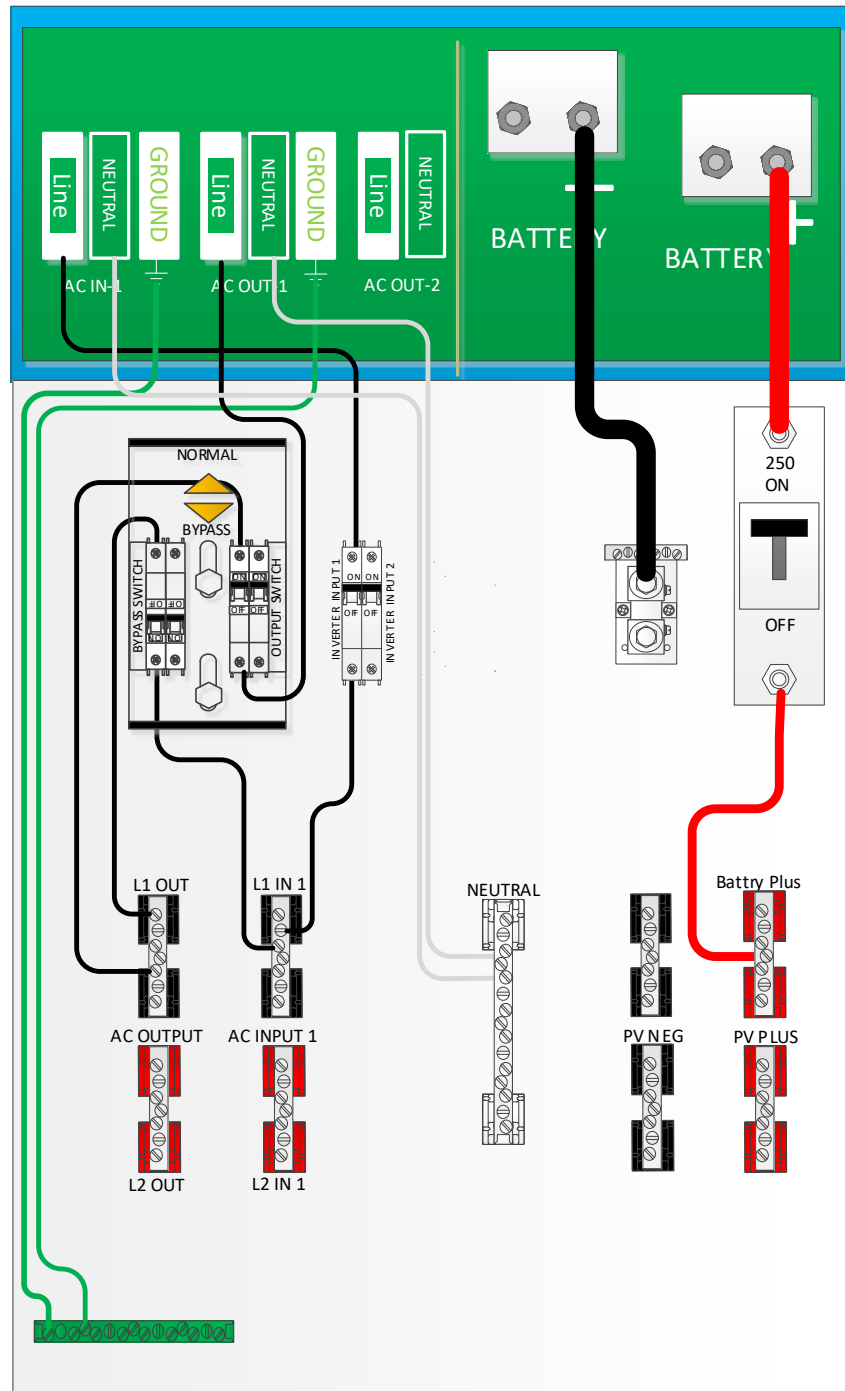 Line
NEUTRAL
GROUND
Line
NEUTRAL
GROUND
Line
NEUTRAL
AC IN-1
AC OUT-1
AC OUT-2
BATTERY
BATTERY
NORMAL
BYPASS
BYPASS SWITCH
OFF
ON
ON ON
OFF OFF
OUTPUT SWITCH
INVERTER INPUT 1
ON ON
OFF OFF
INVERTER INPUT 2
250
ON
OFF
L1 OUT
L1 IN 1
NEUTRAL
Battry Plus
AC OUTPUT
AC INPUT 1
PV NEG
PV PLUS
L2 OUT
L2 IN 1